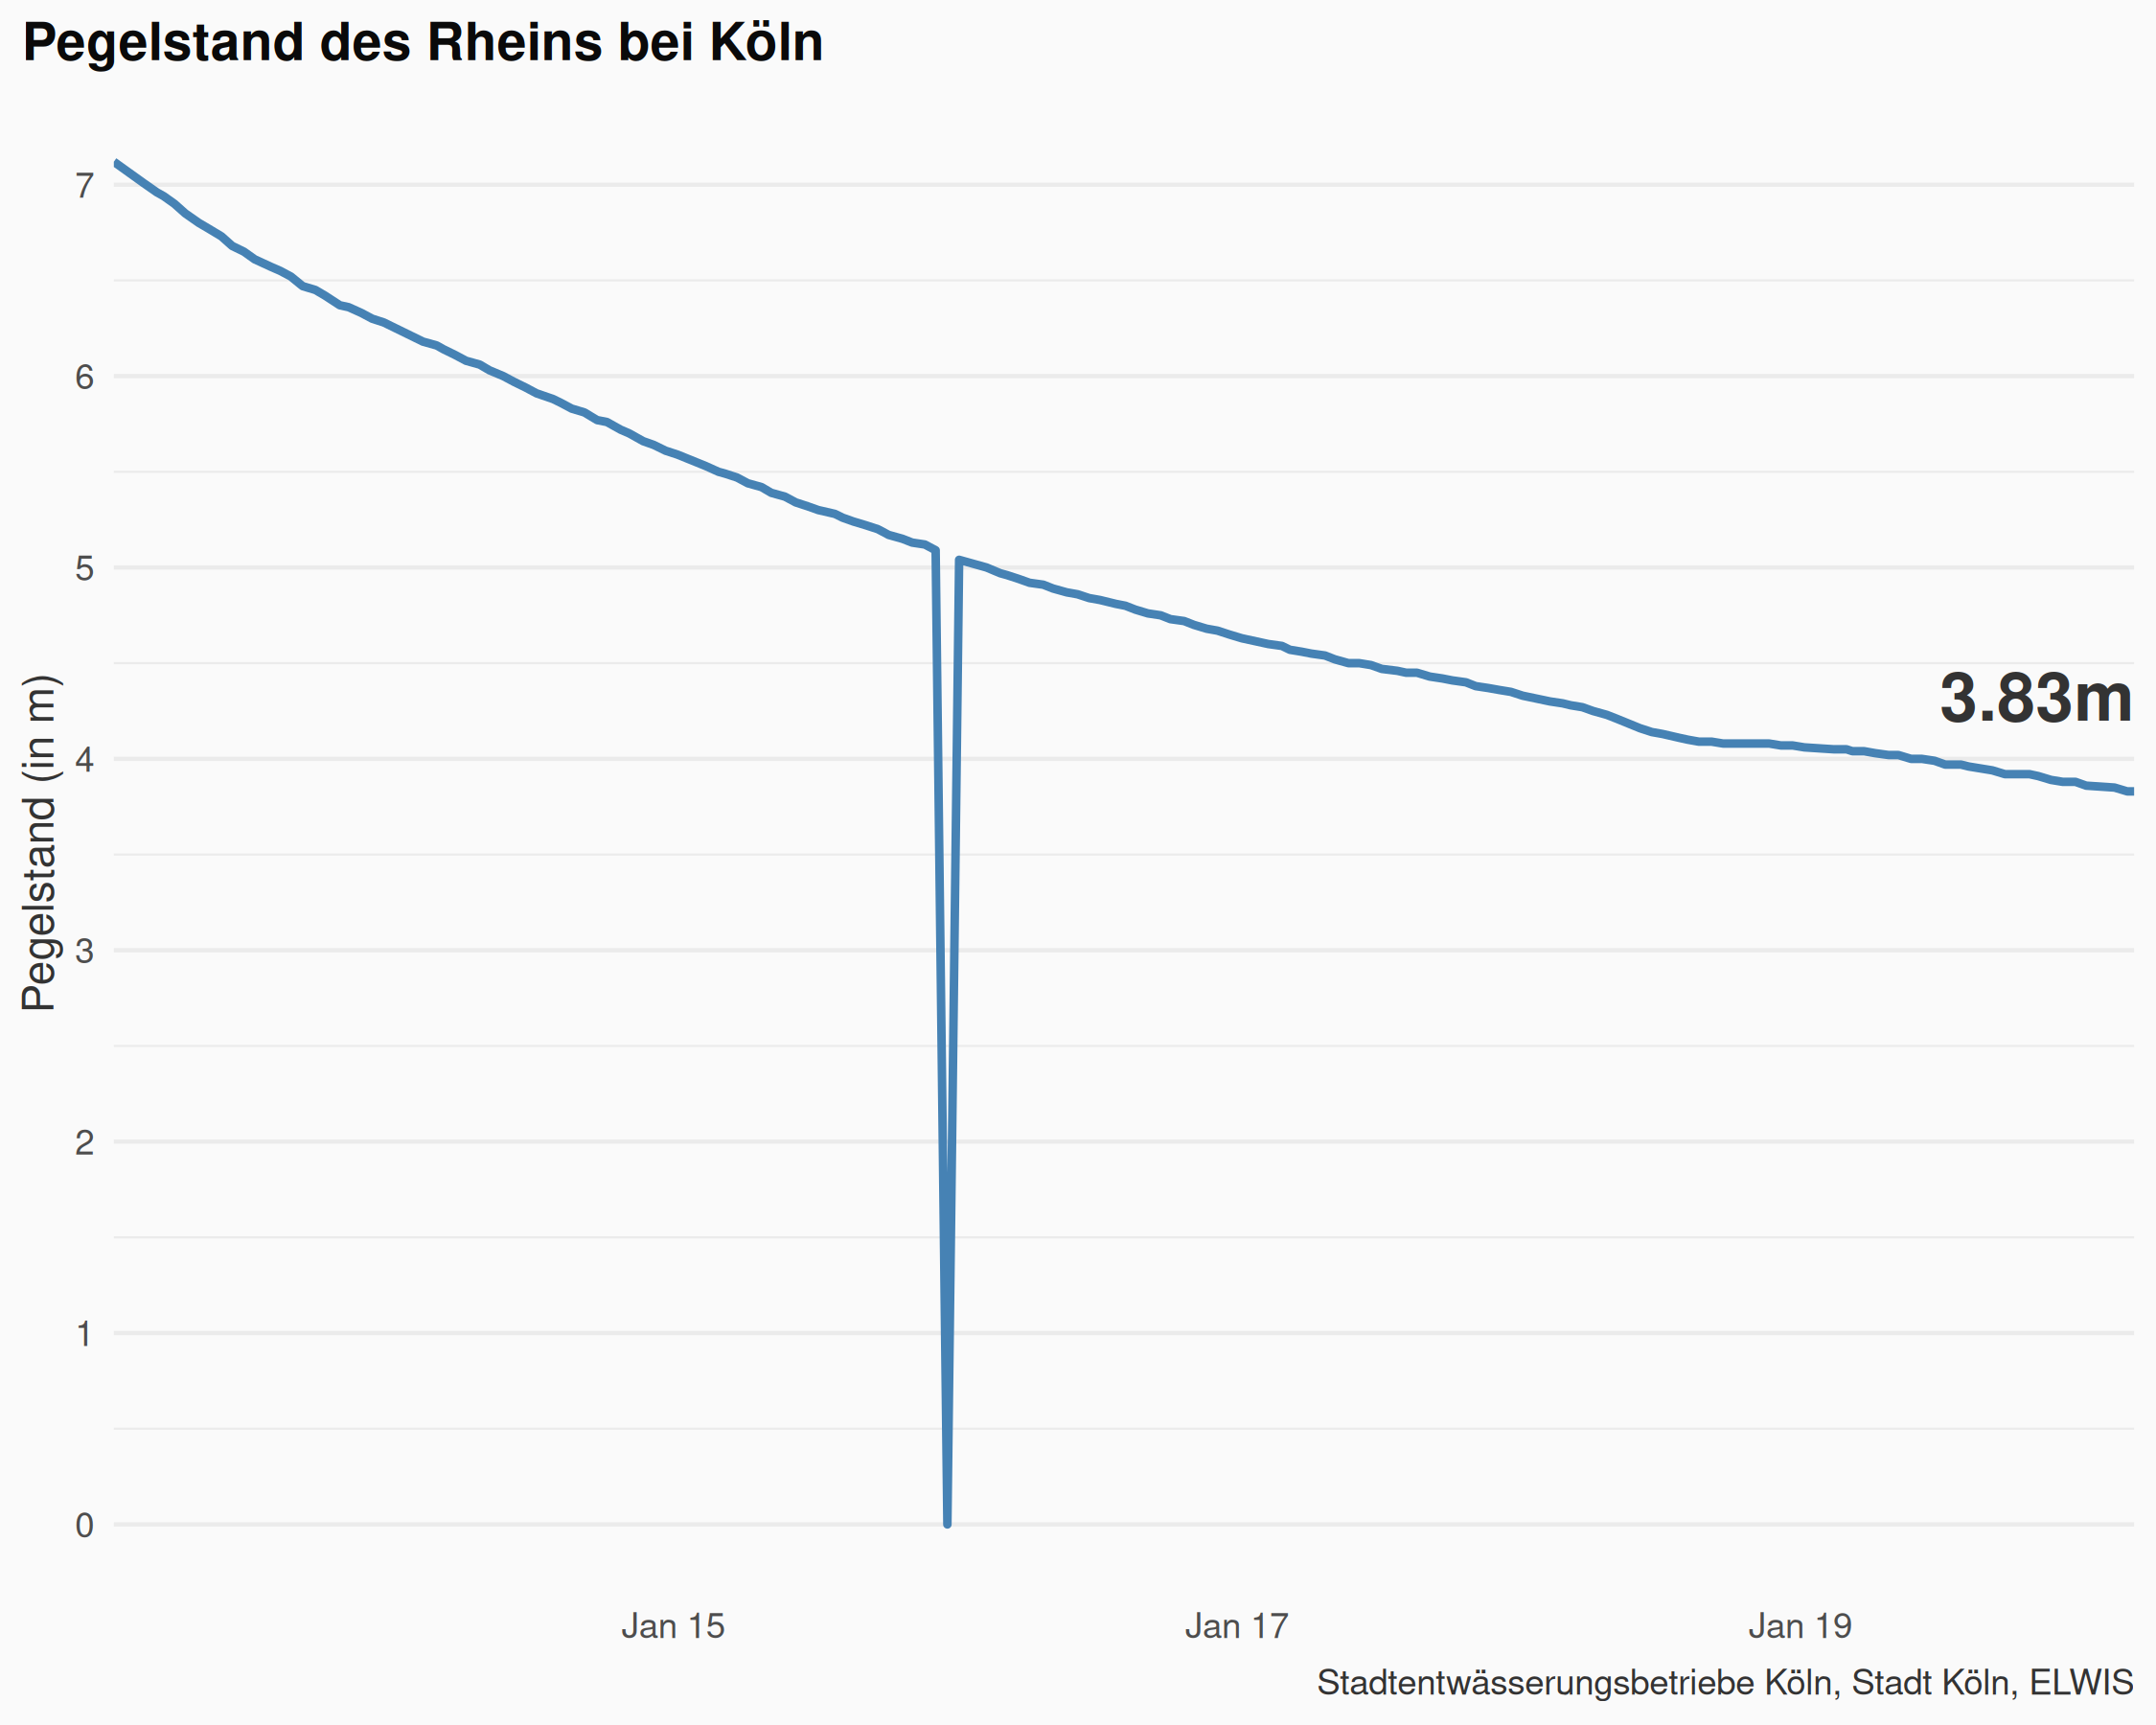 Pegelstand des Rheins bei Köln
Pegelstand (in m)
7
6
5
4
3
2
1
0
3.83m
Jan 15
Jan 17
Jan 19
Stadtentwässerungsbetriebe Köln, Stadt Köln, ELWIS